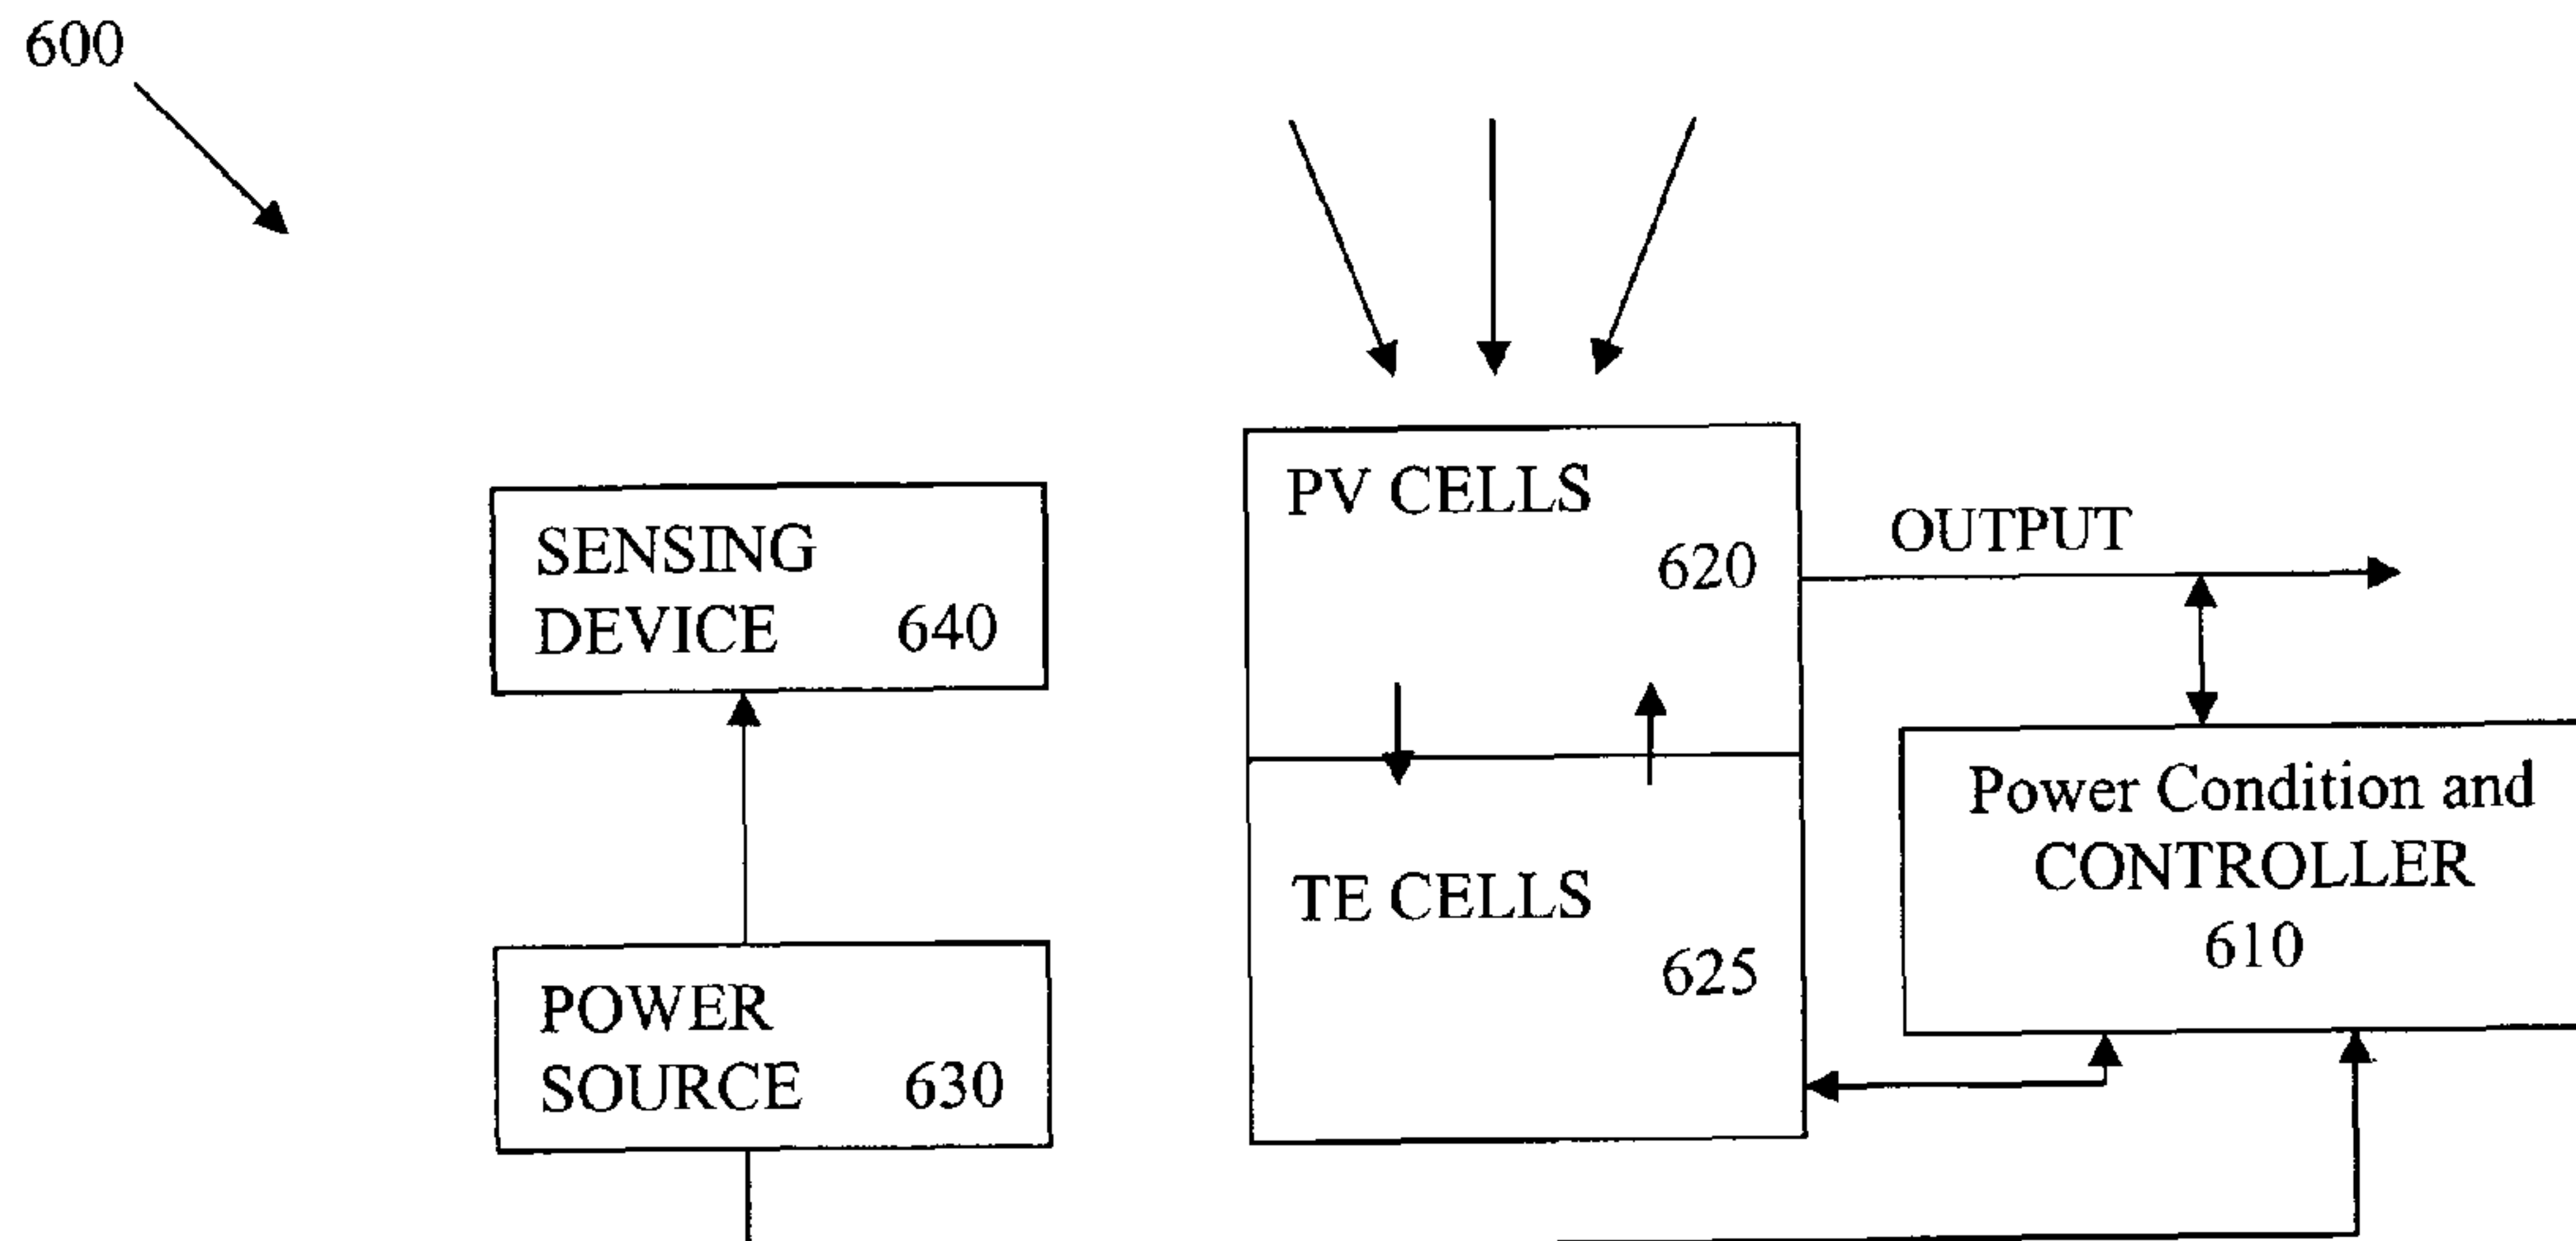 600
SENSING
DEVICE 640
POWER
SOURCE 630
PV CELLS
620
TE CELLS
625
OUTPUT
Power Condition and
CONTROLLER
610